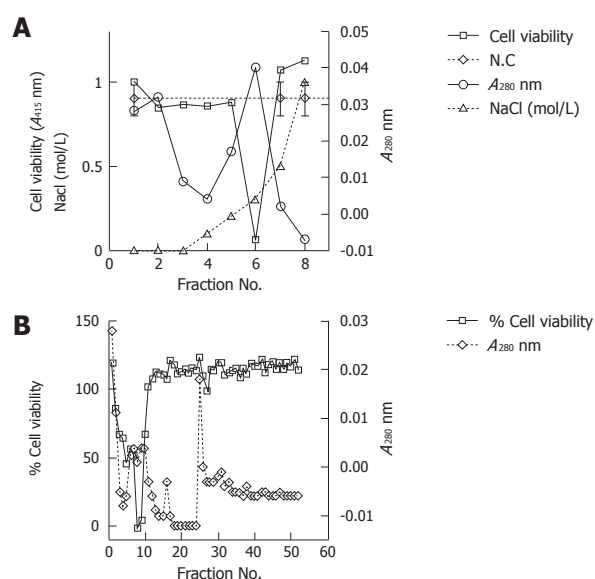 A
Cell viability (A415 nm)
Nacl (mol/L)
1
0.5
0
0.05
0.04
0.03
0.02
0.01
0.00
-0.01
A280 nm
0 2 4 6 8
Fraction No.
Cell viability
N.C
A280 nm
NaCl (mol/L)
B
% Cell viability
150
100
50
0
0.03
0.02
0.01
0.00
-0.01
A280 nm
0 10 20 30 40 50 60
Fraction No.
% Cell viability
A280 nm